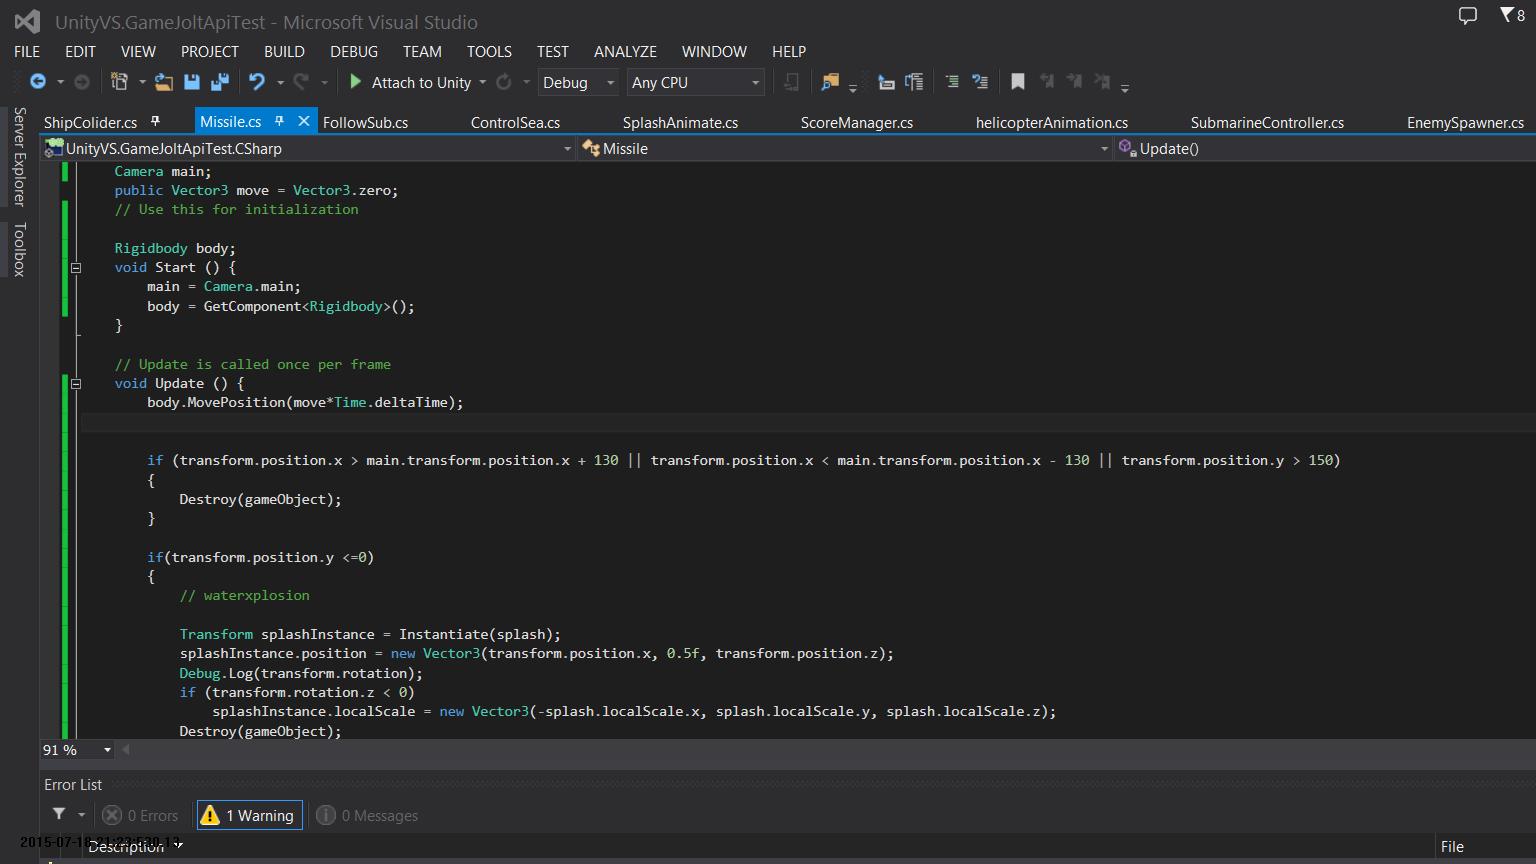 UnityVS.GameJoltApiTest - Microsoft Visual Studio
8
FILE EDIT VIEW PROJECT BUILD DEBUG TEAM TOOLS TEST ANALYZE WINDOW HELP
Attach to Unity Debug Any CPU
Server Explorer
Toolbox
ShipColider.cs Missile.cs FollowSub.cs ControlSea.cs SplashAnimate.cs ScoreManager.cs helicopterAnimation.cs SubmarineController.cs EnemySpawner.cs
UnityVS.GameJoltApiTest.CSharp Missile Update()
Camera main;
public Vector3 move = Vector3.zero;
// Use this for initialization
Rigidbody body;
void Start () {
main = Camera.main;
body = GetComponent<Rigidbody>();
}
// Update is called once per frame
void Update () {
body.MovePosition(move*Time.deltaTime);
if (transform.position.x > main.transform.position.x + 130 || transform.position.x < main.transform.position.x - 130 || transform.position.y > 150)
{
Destroy(gameObject);
}
if(transform.position.y <=0)
{
// waterxplosion
Transform splashInstance = Instantiate(splash);
splashInstance.position = new Vector3(transform.position.x, 0.5f, transform.position.z);
Debug.Log(transform.rotation);
if (transform.rotation.z < 0)
splashInstance.localScale = new Vector3(-splash.localScale.x, splash.localScale.y, splash.localScale.z);
Destroy(gameObject);
91 %
Error List
0 Errors 1 Warning 0 Messages
Description File